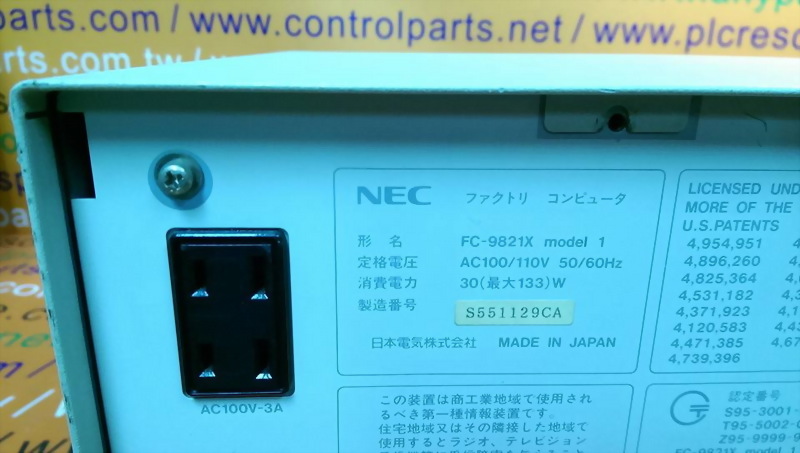 / www.controlparts.net / www.plcresc
arts.com.tw / w
NEC ファクトリ コンピュータ
形 名 FC-9821X model 1
定格電圧 AC100/110V 50/60Hz
消費電力 30(最大133)W
製造番号 S551129CA
日本電気株式会社 MADE IN JAPAN
AC100V-3A
LICENSED UND
MORE OF THE
U.S.PATENTS
4,954,951
4,896,260
4,825,364
4,531,182
4,371,923
4,120,583
4,471,385
4,739,396
この装置は商工業地域で使用され
るべき第一種情報装置です。
住宅地域又はその隣接した地域で
使用するとラジオ、テレビジョン
認定番号
S95-3001-
T95-5002-0
Z95-9999-9
FC-9821X model 1